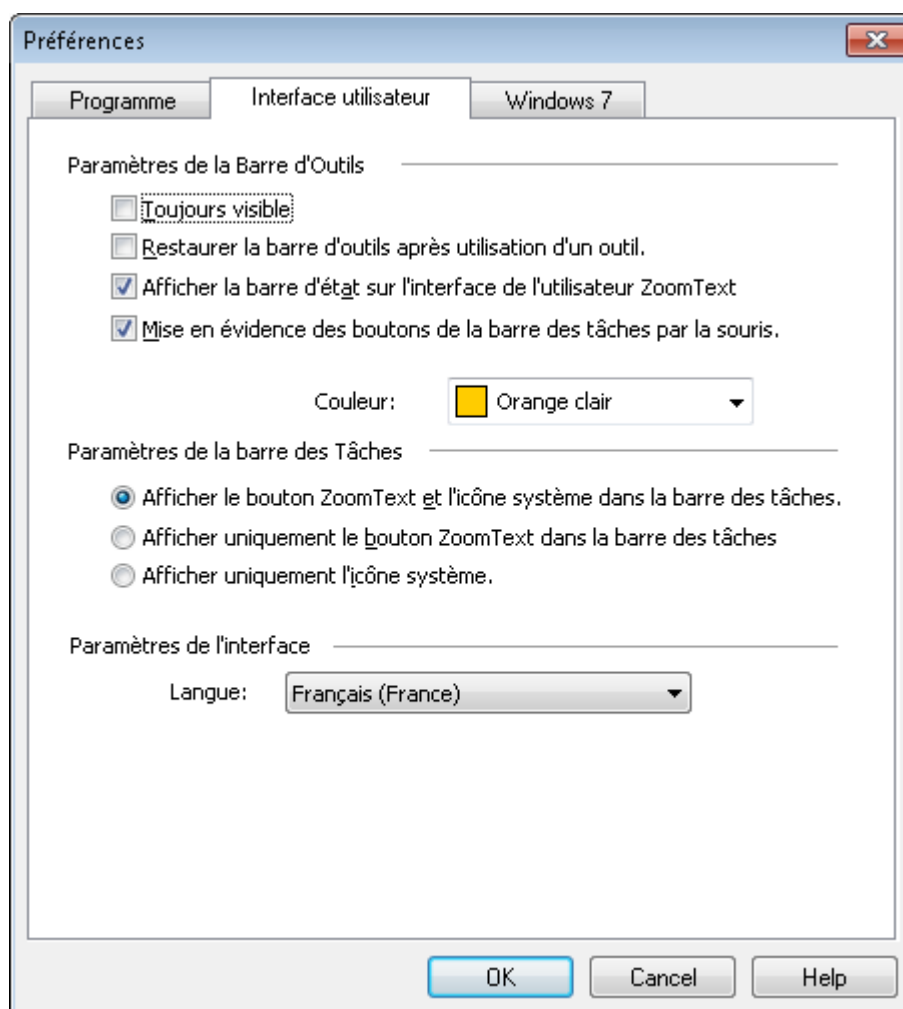 Préférences
Programme
Interface utilisateur
Windows 7
Paramètres de la Barre d'Outils
Toujours visible
Restaurer la barre d'outils après utilisation d'un outil.
Afficher la barre d'état sur l'interface de l'utilisateur ZoomText
Mise en évidence des boutons de la barre des tâches par la souris.
Couleur: Orange clair
Paramètres de la barre des Tâches
Afficher le bouton ZoomText et l'icône système dans la barre des tâches.
Afficher uniquement le bouton ZoomText dans la barre des tâches
Afficher uniquement l'icône système.
Paramètres de l'interface
Langue: Français (France)
OK
Cancel
Help